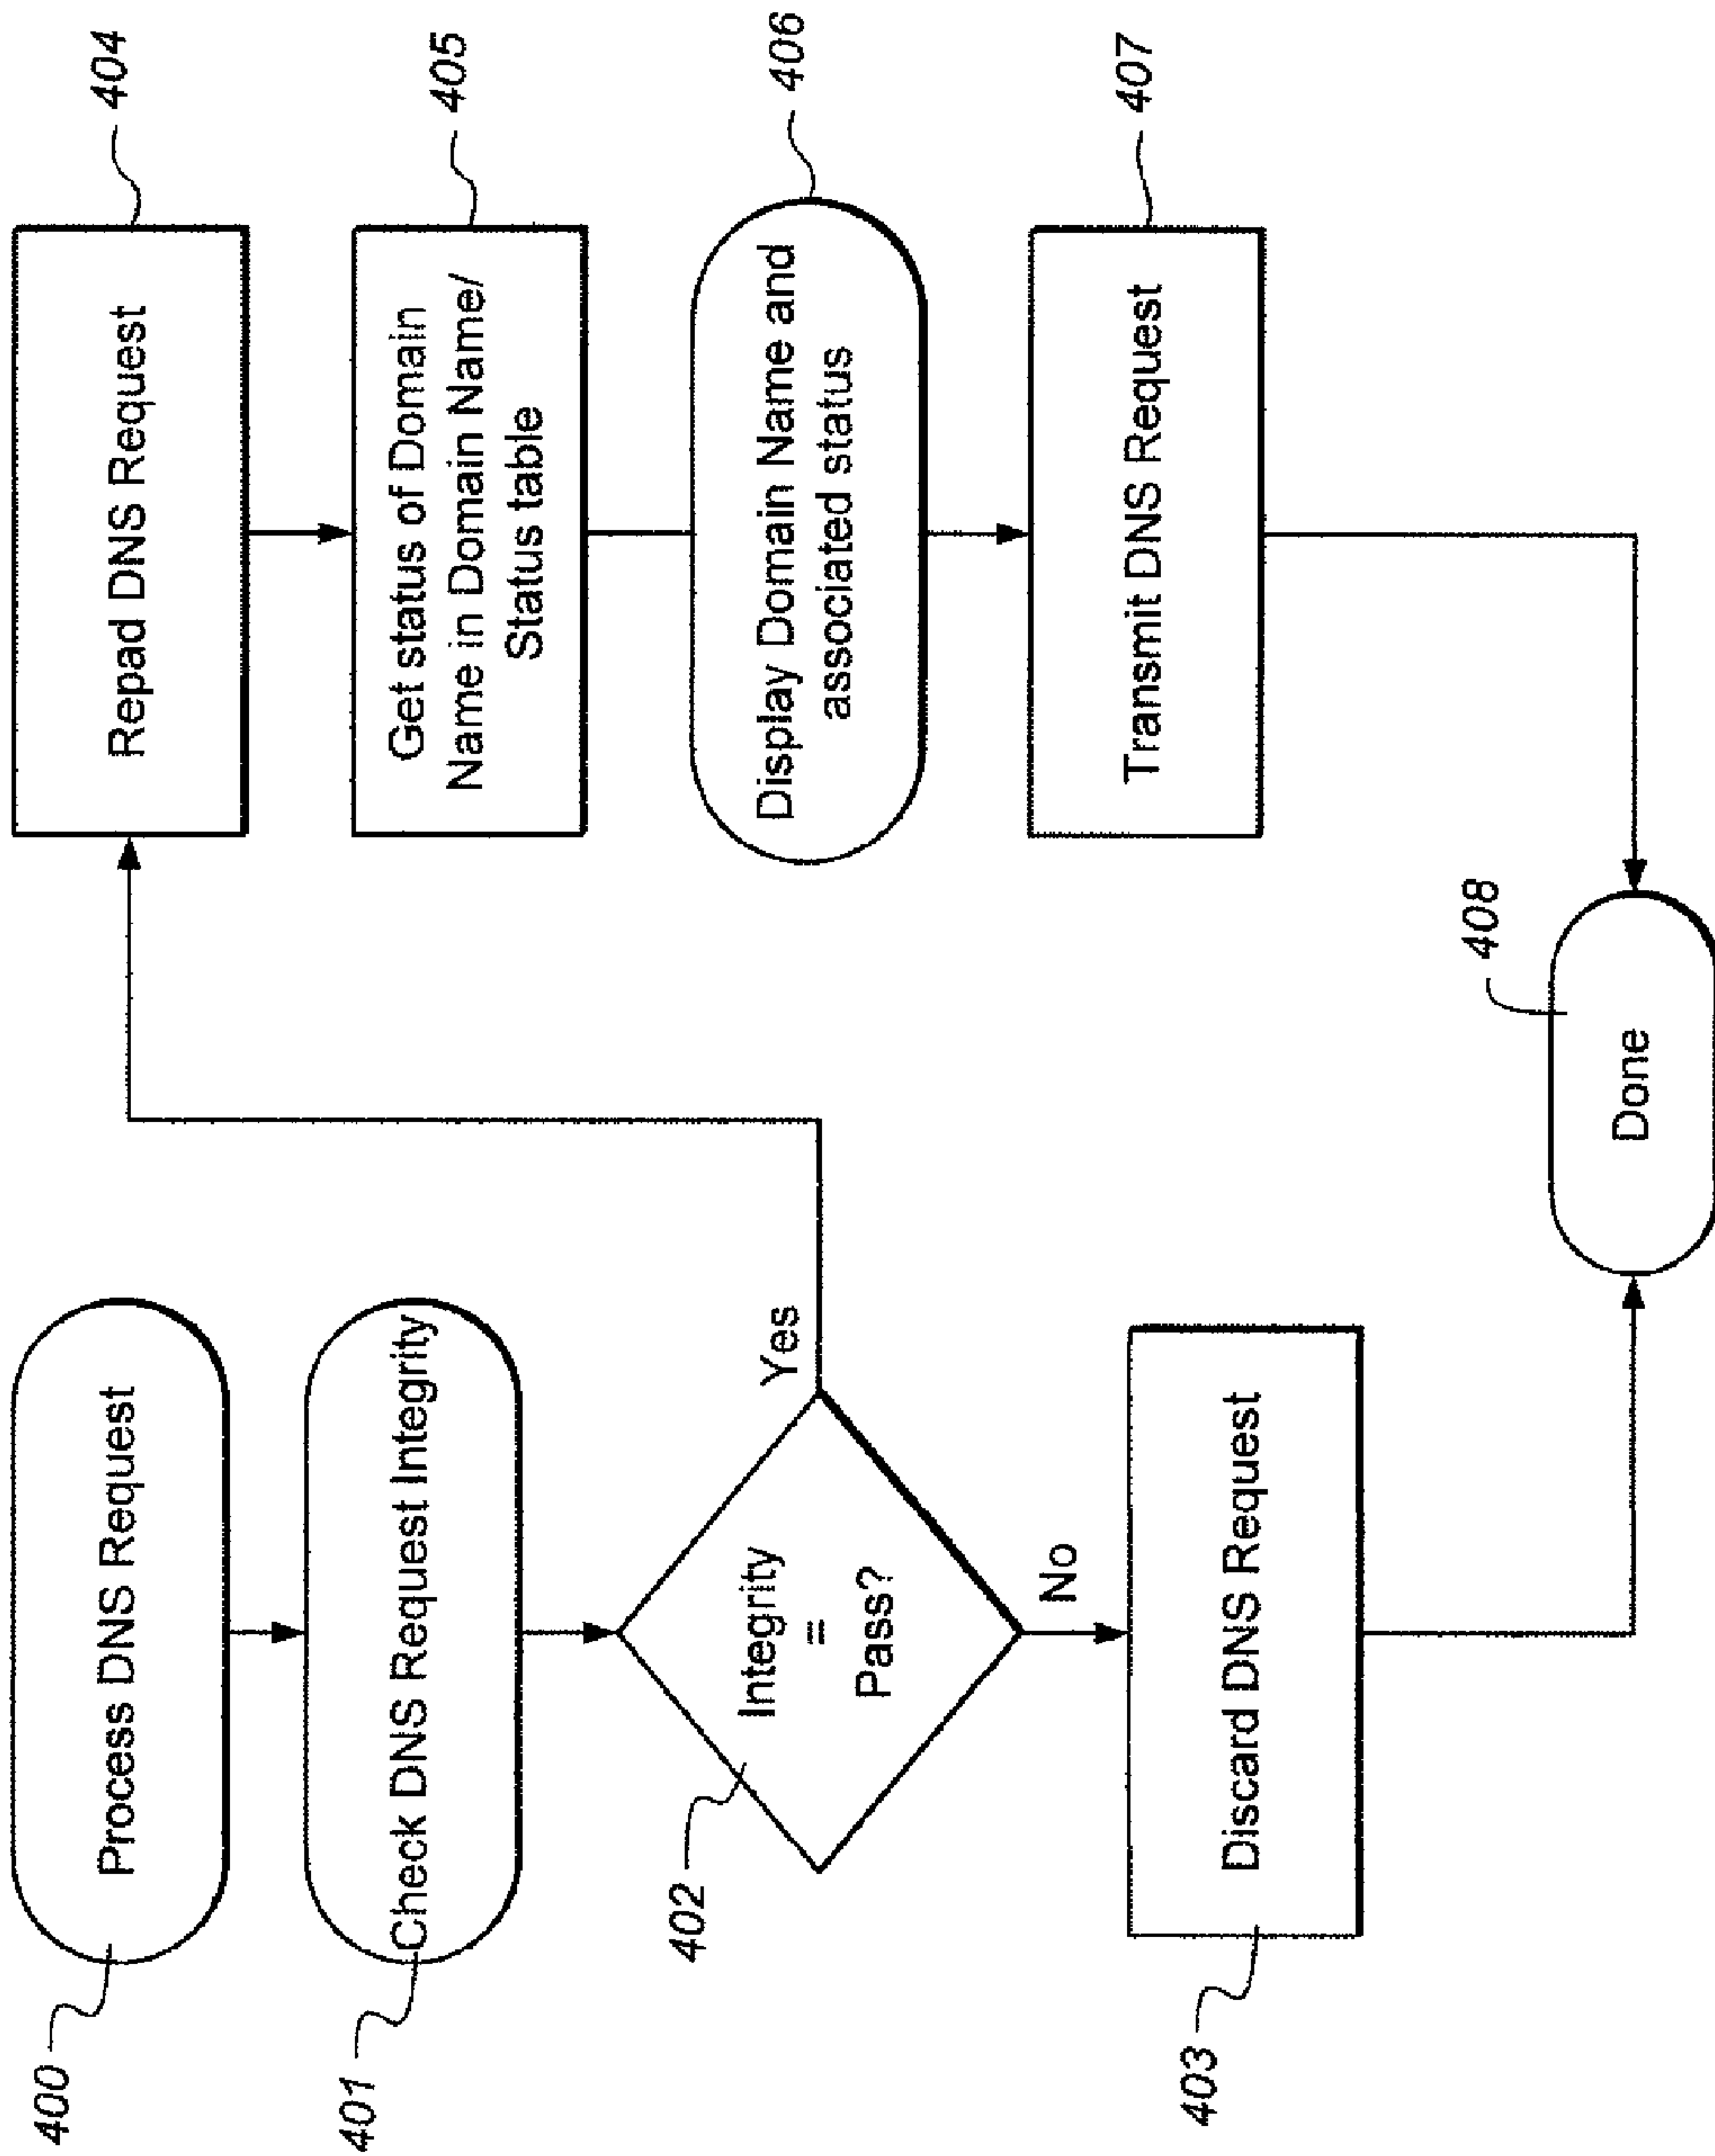 400
Process DNS Request
401
Check DNS Request Integrity
402
Integrity
=
Pass?
Yes
No
403
Discard DNS Request
404
Repad DNS Request
405
Get status of Domain
Name in Domain Name/
Status table
406
Display Domain Name and
associated status
407
Transmit DNS Request
408
Done